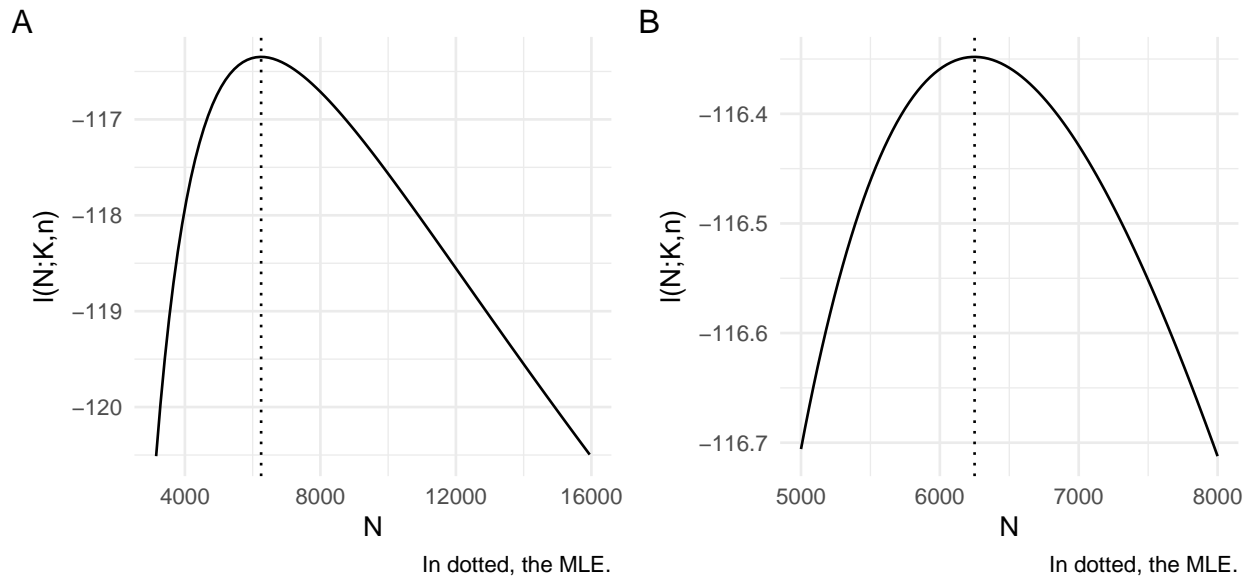 A
l(N;K,n)
−117
−118
−119
−120
4000
8000
12000
16000
N
In dotted, the MLE.
B
l(N;K,n)
−116.4
−116.5
−116.6
−116.7
5000
6000
7000
8000
N
In dotted, the MLE.